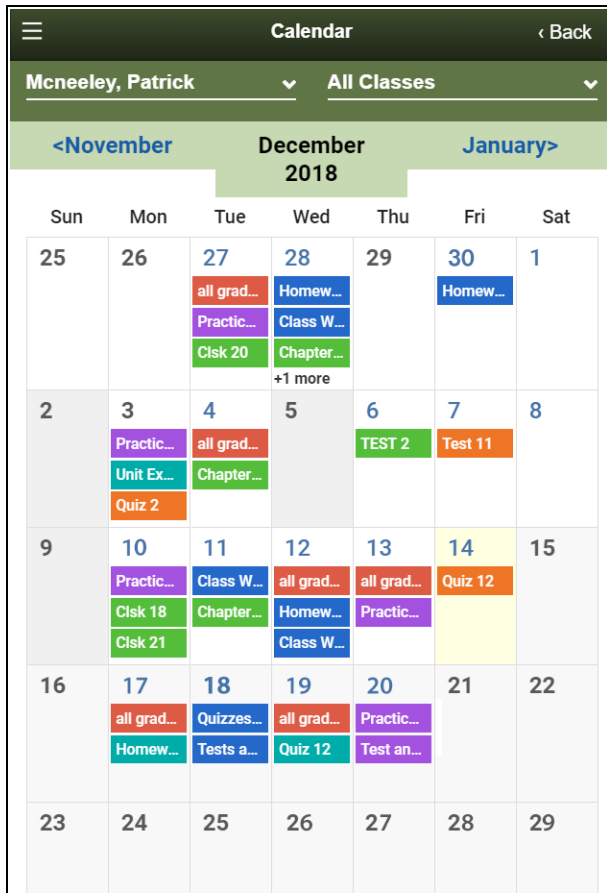 Calendar
‹ Back
Mcneeley, Patrick
All Classes
<November
December
2018
January>
Sun Mon Tue Wed Thu Fri Sat
25 26 27 28 29 30 1
all grad... Homew... Homew...
Practic... Class W...
Clsk 20 Chapter...
+1 more
2 3 4 5 6 7 8
Practic... all grad... TEST 2 Test 11
Unit Ex... Chapter...
Quiz 2
9 10 11 12 13 14 15
Practic... Class W... all grad... all grad... Quiz 12
Clsk 18 Chapter... Homew... Practic...
Clsk 21 Class W...
16 17 18 19 20 21 22
all grad... Quizzes... all grad... Practic...
Homew... Tests a... Quiz 12 Test an...
23 24 25 26 27 28 29